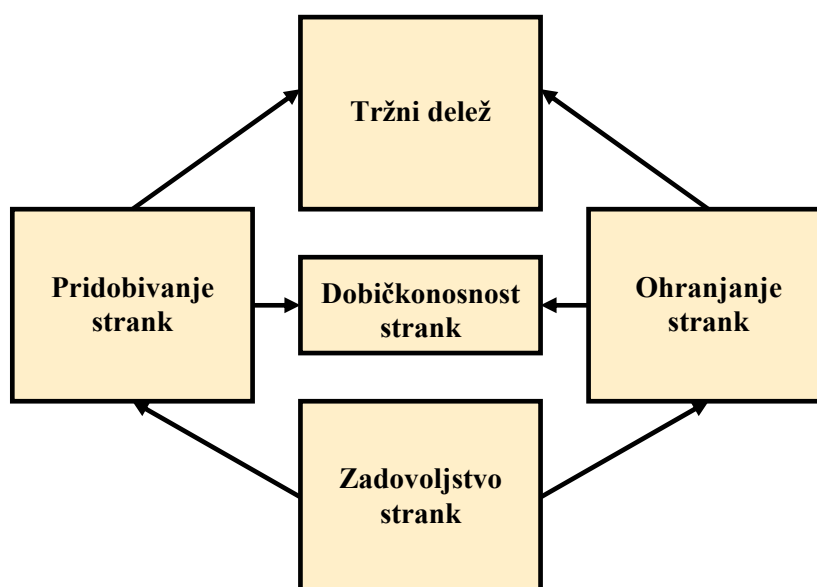 Tržni delež
Pridobivanje
strank
Dobičkonosnost
strank
Ohranjanje
strank
Zadovoljstvo
strank